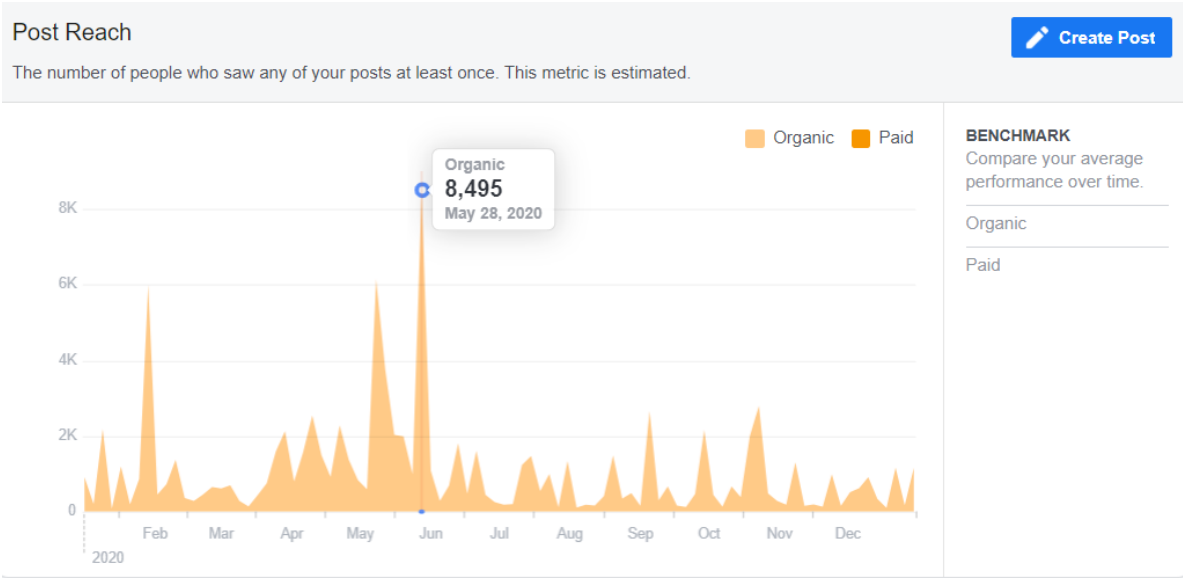 Post Reach
Create Post
The number of people who saw any of your posts at least once. This metric is estimated.
Organic
Paid
BENCHMARK
Compare your average
performance over time.
Organic
Paid
Organic
8,495
May 28, 2020
8K
6K
4K
2K
0
Feb Mar Apr May Jun Jul Aug Sep Oct Nov Dec
2020